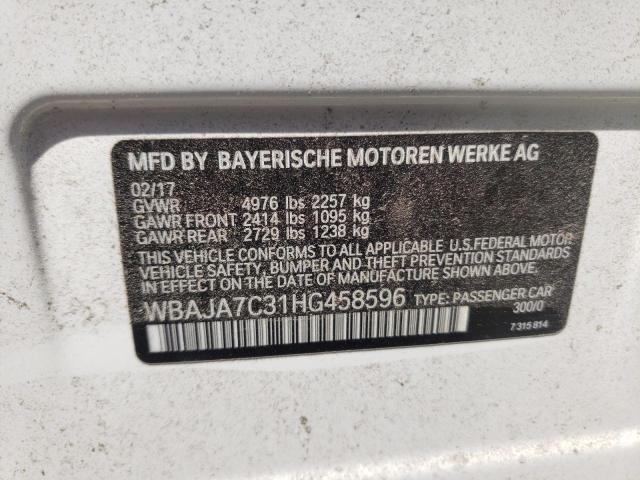 MFD BY BAYERISCHE MOTOREN WERKE AG
02/17
GVWR 4976 lbs 2257 kg
GAWR FRONT 2414 lbs 1095 kg
GAWR REAR 2729 lbs 1238 kg
THIS VEHICLE CONFORMS TO ALL APPLICABLE U.S.FEDERAL MOTOR
VEHICLE SAFETY, BUMPER AND THEFT PREVENTION STANDARDS
IN EFFECT ON THE DATE OF MANUFACTURE SHOWN ABOVE.
WBAJA7C31HG458596 TYPE: PASSENGER CAR
300/0
7 315 814